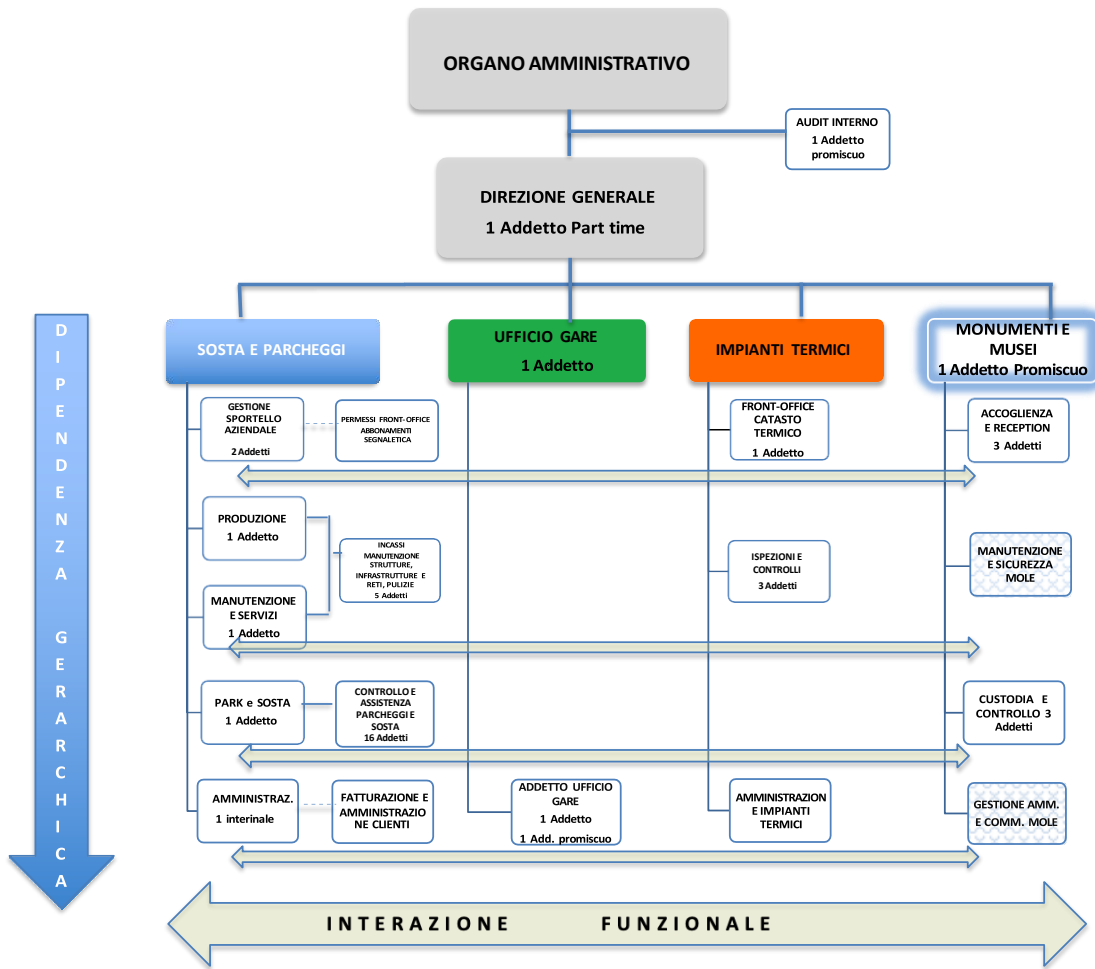 ORGANO AMMINISTRATIVO
AUDIT INTERNO
1 Addetto
promiscuo
DIREZIONE GENERALE
1 Addetto Part time
DIPENDENZA GERARCHICA
SOSTA E PARCHEGGI
UFFICIO GARE
1 Addetto
IMPIANTI TERMICI
MONUMENTI E
MUSEI
1 Addetto Promiscuo
GESTIONE
SPORTELLO
AZIENDALE
2 Addetti
PERMESSI FRONT-OFFICE
ABBONAMENTI
SEGNALETICA
FRONT-OFFICE
CATASTO
TERMICO
1 Addetto
ACCOGLIENZA
E RECEPTION
3 Addetti
PRODUZIONE
1 Addetto
INCASSI
MANUTENZIONE
STRUTTURE,
INFRASTRUTTURE E
RETI, PULIZIE
5 Addetti
ISPEZIONI E
CONTROLLI
3 Addetti
MANUTENZIONE
E SICUREZZA
MOLE
MANUTENZIONE
E SERVIZI
1 Addetto
PARK e SOSTA
1 Addetto
CONTROLLO E
ASSISTENZA
PARCHEGGI E
SOSTA
16 Addetti
CUSTODIA E
CONTROLLO 3
Addetti
AMMINISTRAZ.
1 interinale
FATTURAZIONE E
AMMINISTRAZIO
NE CLIENTI
ADDETTO UFFICIO
GARE
1 Addetto
1 Add. promiscuo
AMMINISTRAZION
E IMPIANTI
TERMICI
GESTIONE AMM.
E COMM. MOLE
INTERAZIONE FUNZIONALE